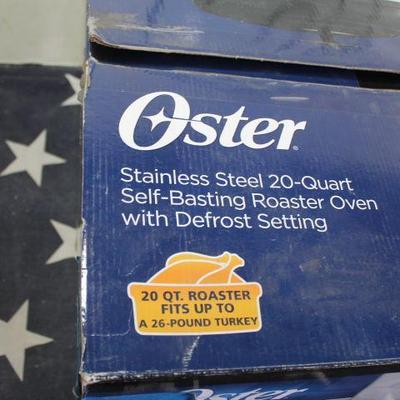 Oster
Stainless Steel 20-Quart
Self-Basting Roaster Oven
with Defrost Setting
20 QT. ROASTER
FITS UP TO
A 26-POUND TURKEY